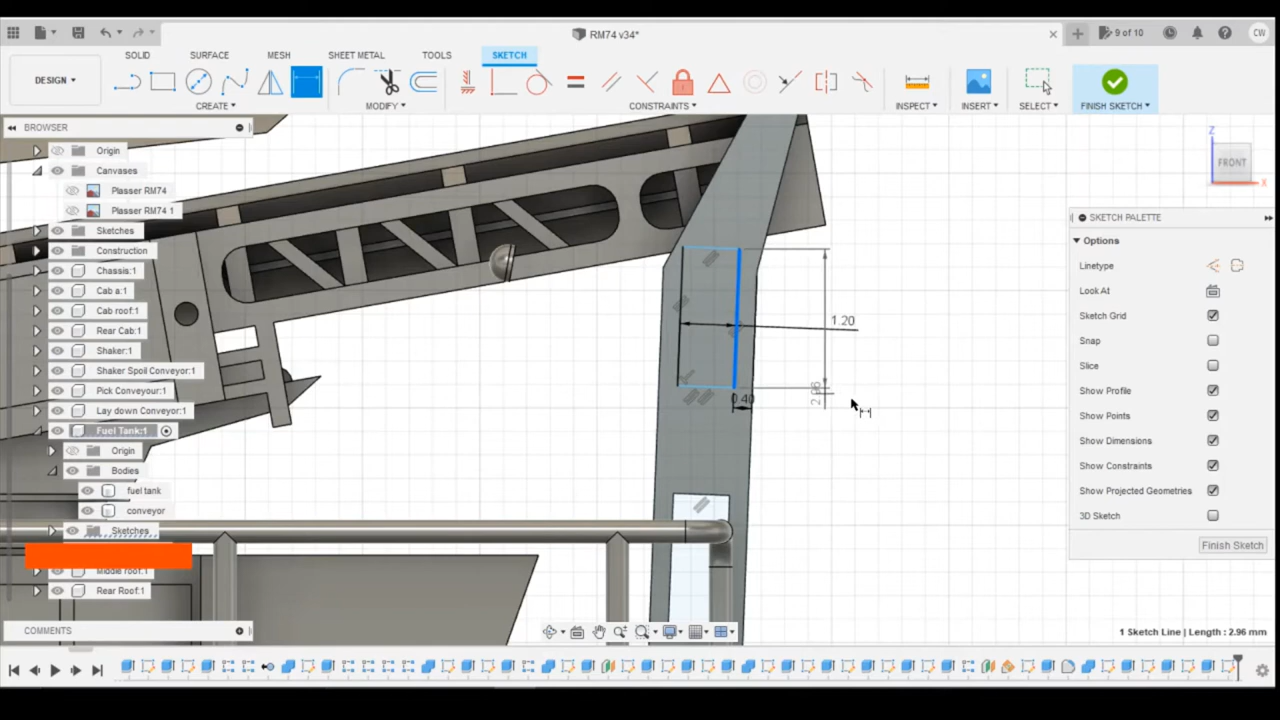 RM74 v34*
9 of 10
CW
DESIGN
SOLID
SURFACE
MESH
SHEET METAL
TOOLS
SKETCH
CREATE
MODIFY
CONSTRAINTS
INSPECT
INSERT
SELECT
FINISH SKETCH
BROWSER
Origin
Canvases
Plasser RM74
Plasser RM74 1
Sketches
Construction
Chassis:1
Cab a:1
Cab roof:1
Rear Cab:1
Shaker:1
Shaker Spoil Conveyor:1
Pick Conveyour:1
Lay down Conveyor:1
Fuel Tank:1
Origin
Bodies
fuel tank
conveyor
Sketches
Middle roof:1
Rear Roof:1
COMMENTS
1.20
0.40
2.96
Z
FRONT
X
SKETCH PALETTE
Options
Linetype
Look At
Sketch Grid
Snap
Slice
Show Profile
Show Points
Show Dimensions
Show Constraints
Show Projected Geometries
3D Sketch
Finish Sketch
1 Sketch Line | Length : 2.96 mm